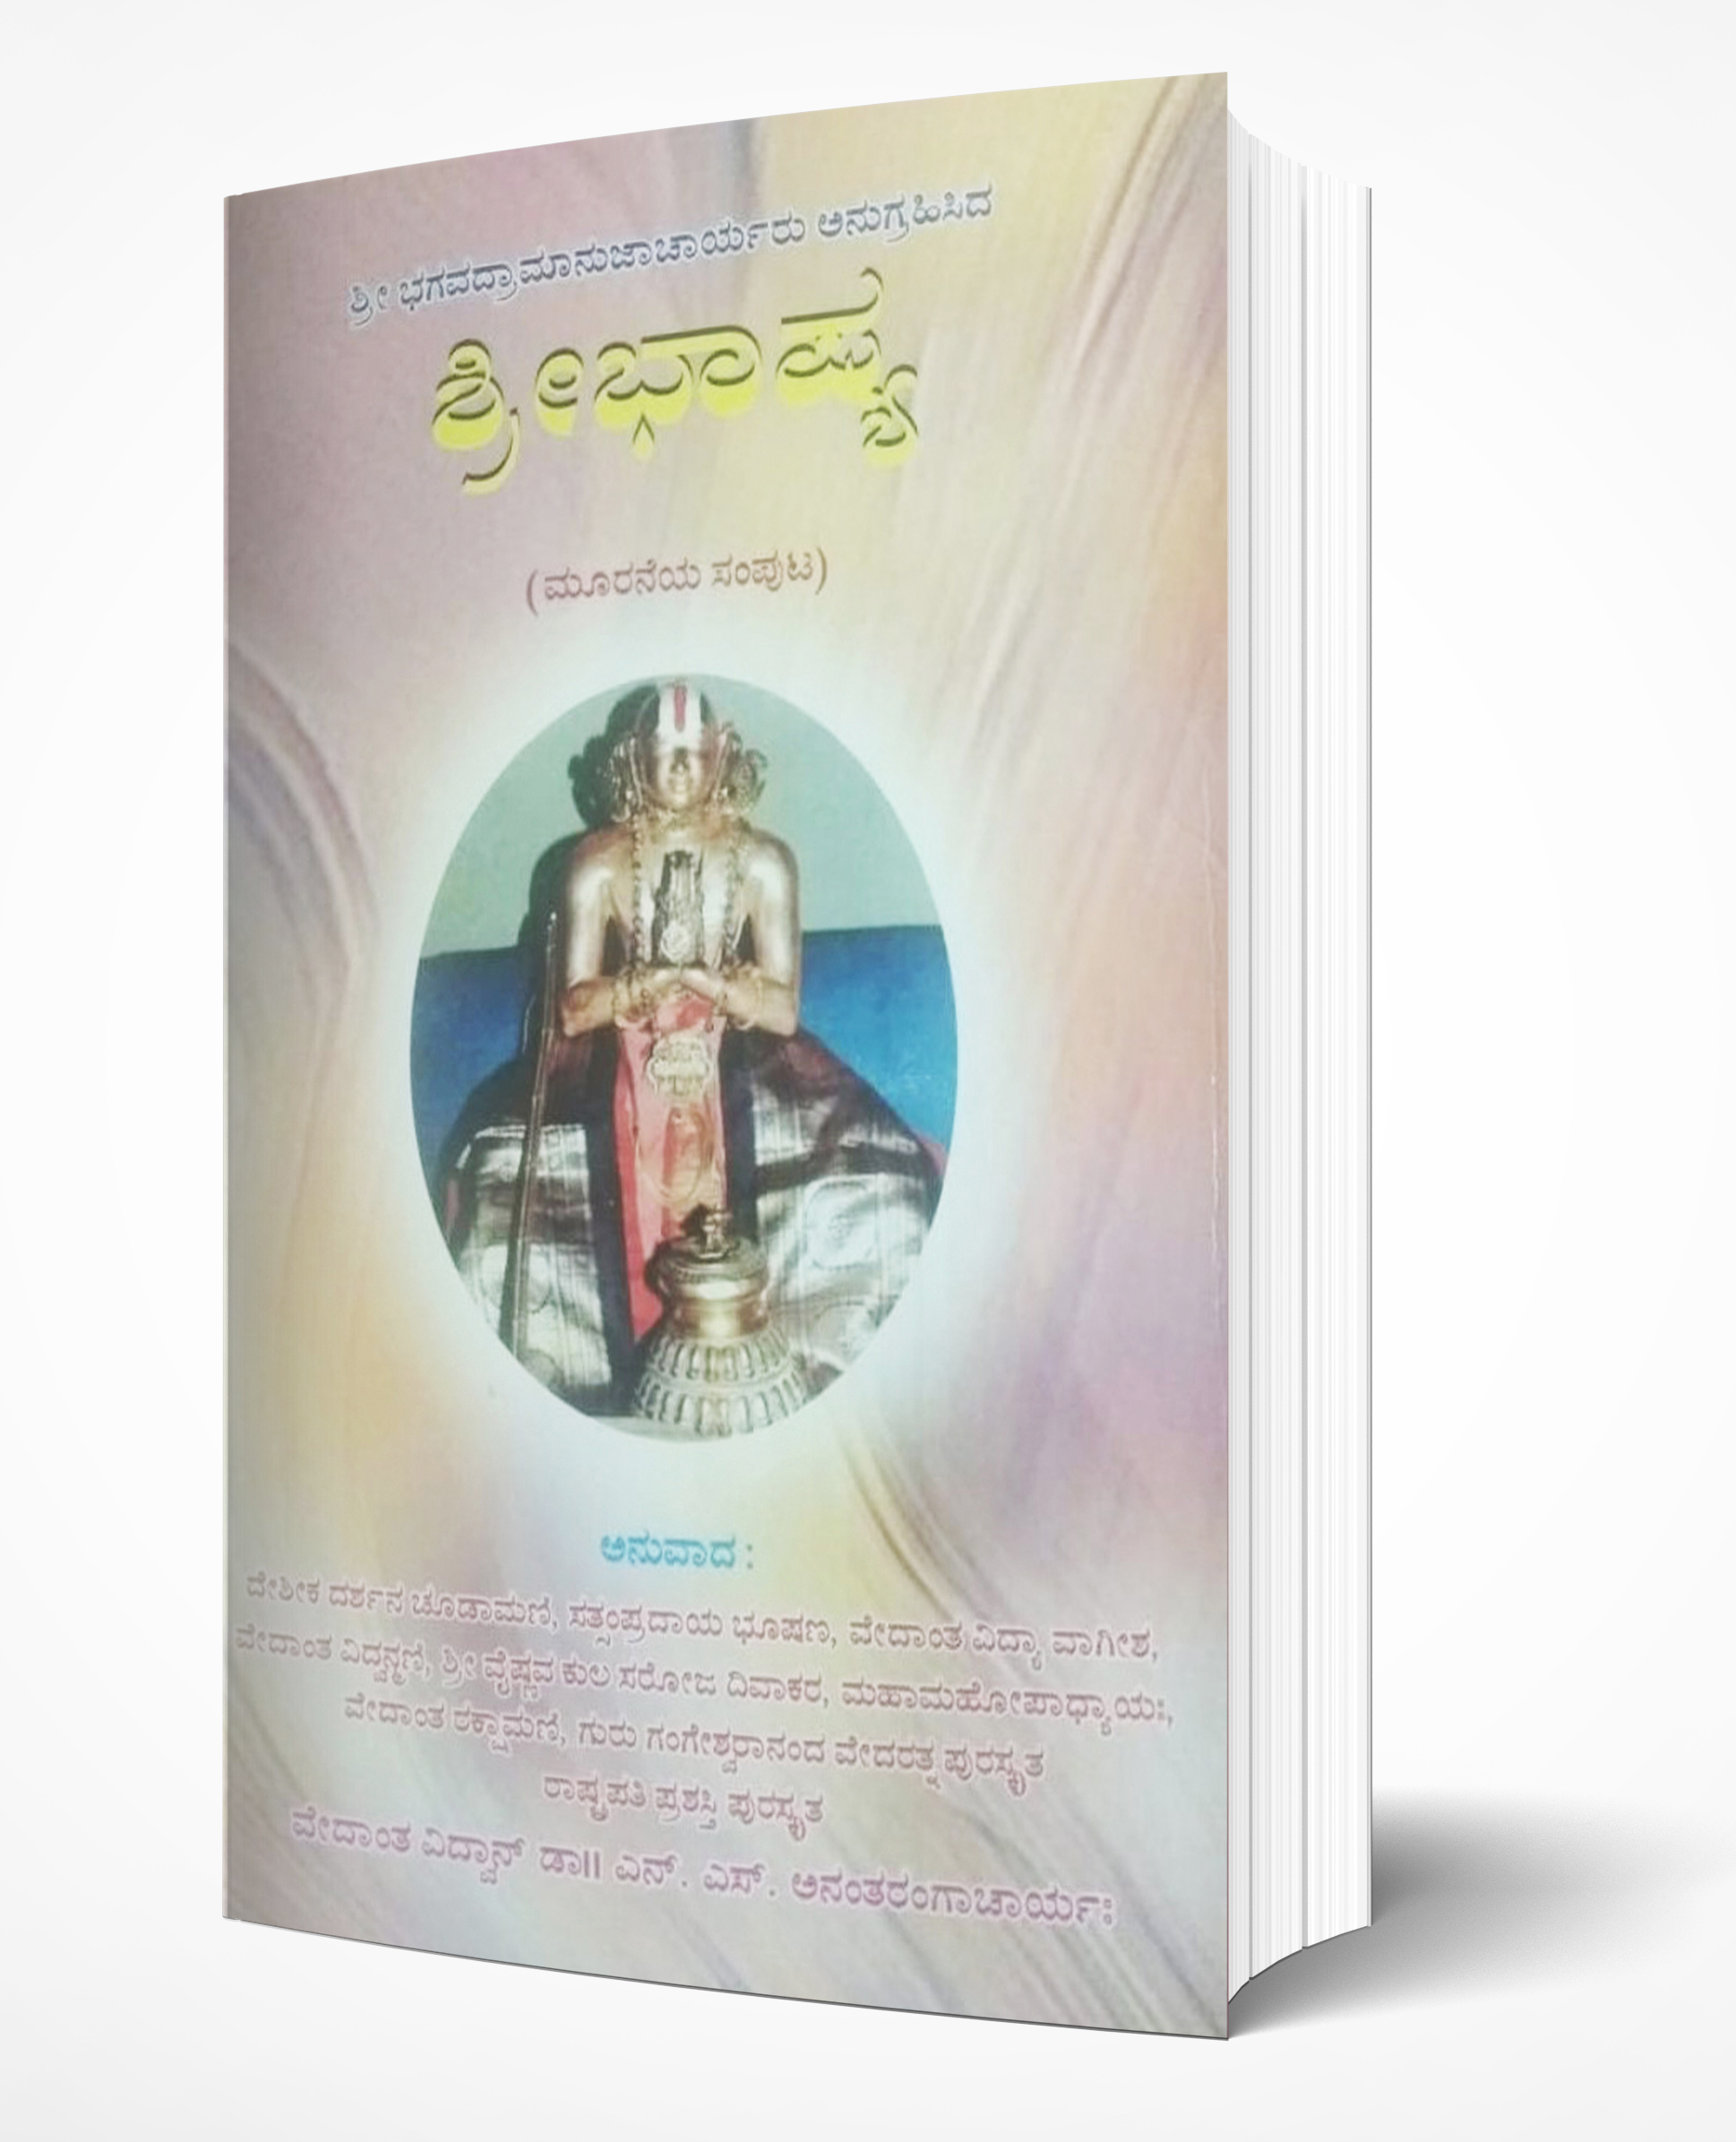 ಶ್ರೀ ಭಗವದ್ರಾಮಾನುಜಾಚಾರ್ಯರು ಅನುಗ್ರಹಿಸಿದ
ಶ್ರೀಭಾಷ್ಯ
(ಮೂರನೆಯ ಸಂಪುಟ)
ಅನುವಾದ :
ದೇಶೀಕ ದರ್ಶನ ಚೂಡಾಮಣಿ, ಸತ್ಸಂಪ್ರದಾಯ ಭೂಷಣ, ವೇದಾಂತ ವಿದ್ಯಾ ವಾಗೀಶ,
ವೇದಾಂತ ವಿದ್ವನ್ಮಣಿ, ಶ್ರೀ ವೈಷ್ಣವ ಕುಲ ಸರೋಜ ದಿವಾಕರ, ಮಹಾಮಹೋಪಾಧ್ಯಾಯಃ,
ವೇದಾಂತ ಗುರು ಗಂಗೇಶ್ವರಾನಂದ ವೇದರತ್ನ ಪುರಸ್ಕೃತ
ರಾಷ್ಟ್ರಪತಿ ಪ್ರಶಸ್ತಿ ಪುರಸ್ಕೃತ
ವೇದಾಂತ ವಿದ್ವಾನ್ ಡಾ|| ಎನ್. ಎಸ್. ಅನಂತರಂಗಾಚಾರ್ಯಃ